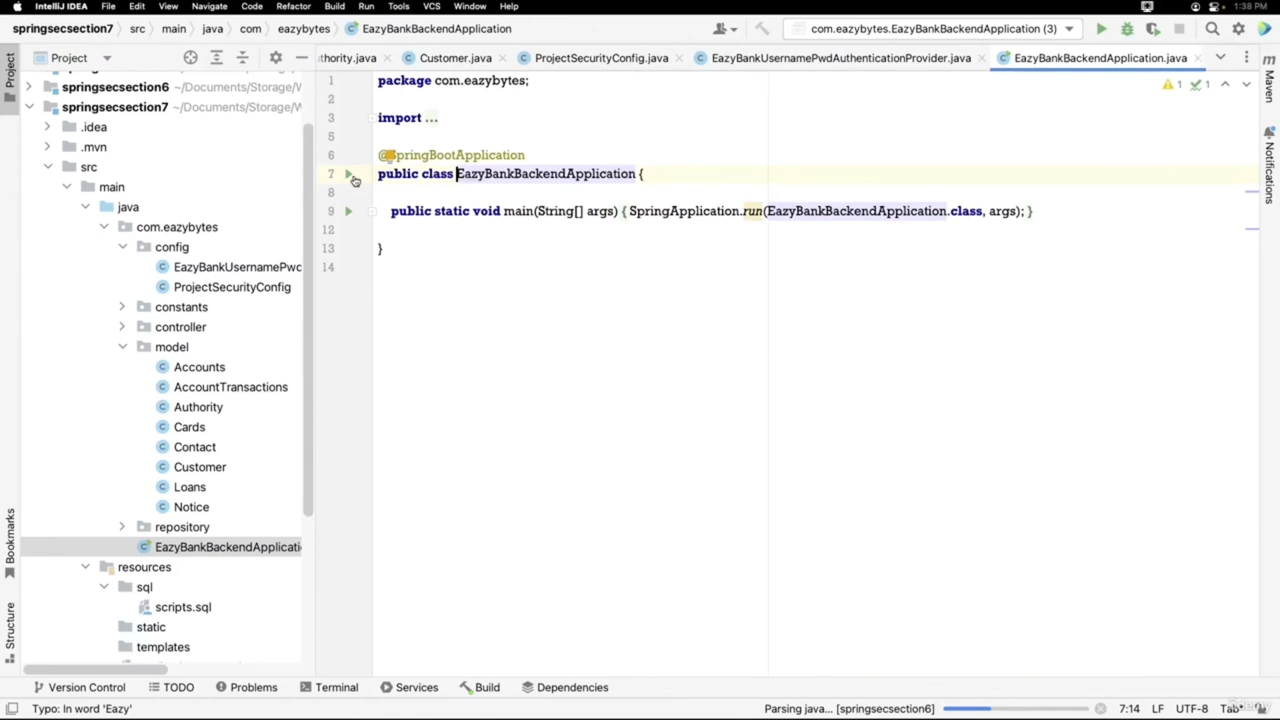 IntelliJ IDEA File Edit View Navigate Code Refactor Build Run Tools VCS Window Help 1:38 PM
springsecsection7 src main java com eazybytes EazyBankBackendApplication com.eazybytes.EazyBankBackendApplication (3)
Project thority.java Customer.java ProjectSecurityConfig.java EazyBankUsernamePwdAuthenticationProvider.java EazyBankBackendApplication.java
Project
Bookmarks
Structure
springsecsection6 ~/Documents/Storage/W
springsecsection7 ~/Documents/Storage/W
.idea
.mvn
src
main
java
com.eazybytes
config
EazyBankUsernamePwd
ProjectSecurityConfig
constants
controller
model
Accounts
AccountTransactions
Authority
Cards
Contact
Customer
Loans
Notice
repository
EazyBankBackendApplicati
resources
sql
scripts.sql
static
templates
1 package com.eazybytes;
2
3 import ...
5
6 @SpringBootApplication
7 public class EazyBankBackendApplication {
8
9 public static void main(String[] args) { SpringApplication.run(EazyBankBackendApplication.class, args); }
12
13 }
14
1 1
Maven
Notifications
Version Control TODO Problems Terminal Services Build Dependencies
Typo: In word 'Eazy' Parsing java... [springsecsection6] 7:14 LF UTF-8 Tab*